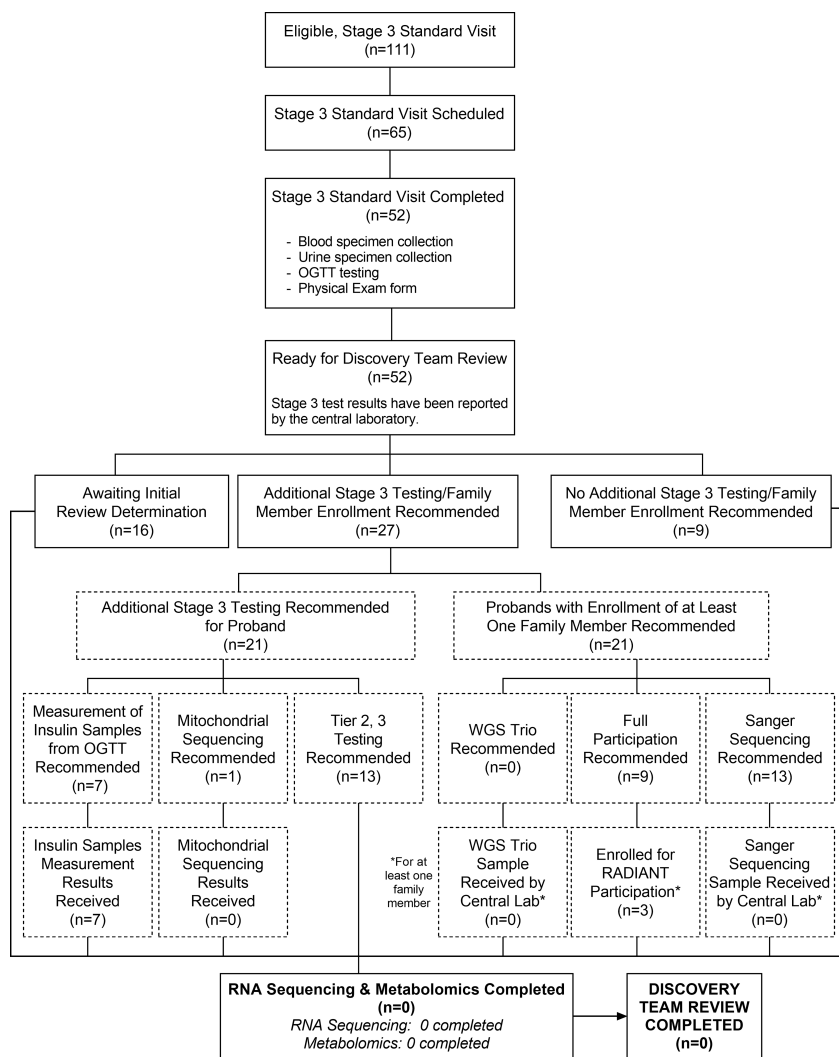 Eligible, Stage 3 Standard Visit
(n=111)
Stage 3 Standard Visit Scheduled
(n=65)
Stage 3 Standard Visit Completed
(n=52)
- Blood specimen collection
- Urine specimen collection
- OGTT testing
- Physical Exam form
Ready for Discovery Team Review
(n=52)
Stage 3 test results have been reported
by the central laboratory.
Awaiting Initial
Review Determination
(n=16)
Additional Stage 3 Testing/Family
Member Enrollment Recommended
(n=27)
No Additional Stage 3 Testing/Family
Member Enrollment Recommended
(n=9)
Additional Stage 3 Testing Recommended
for Proband
(n=21)
Probands with Enrollment of at Least
One Family Member Recommended
(n=21)
Measurement of
Insulin Samples
from OGTT
Recommended
(n=7)
Mitochondrial
Sequencing
Recommended
(n=1)
Tier 2, 3
Testing
Recommended
(n=13)
WGS Trio
Recommended
(n=0)
Full
Participation
Recommended
(n=9)
Sanger
Sequencing
Recommended
(n=13)
Insulin Samples
Measurement
Results
Received
(n=7)
Mitochondrial
Sequencing
Results
Received
(n=0)
*For at
least one
family
member
WGS Trio
Sample
Received by
Central Lab*
(n=0)
Enrolled for
RADIANT
Participation*
(n=3)
Sanger
Sequencing
Sample Received
by Central Lab*
(n=0)
RNA Sequencing & Metabolomics Completed
(n=0)
RNA Sequencing: 0 completed
Metabolomics: 0 completed
DISCOVERY
TEAM REVIEW
COMPLETED
(n=0)